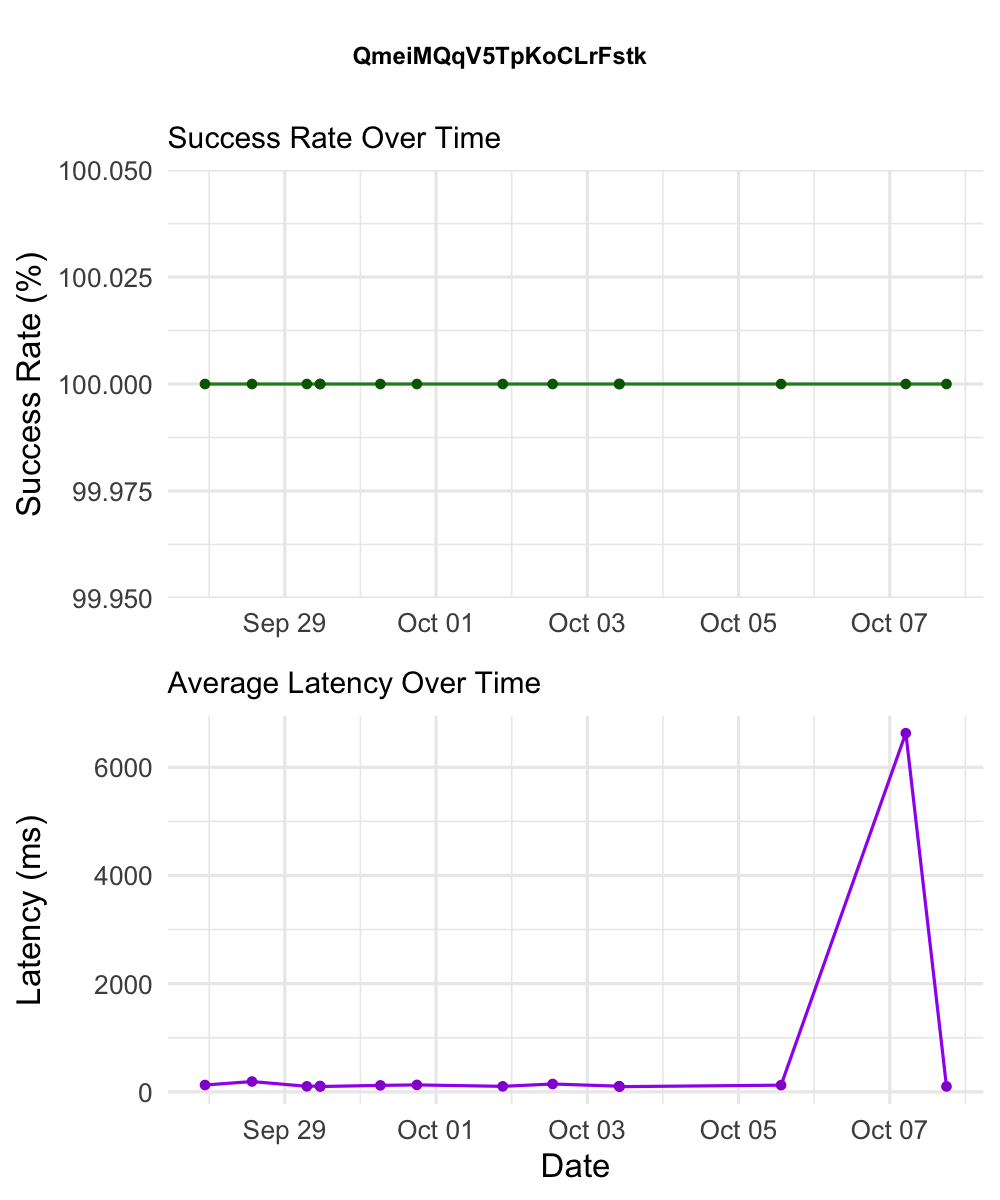 QmeiMQqV5TpKoCLrFstk
Success Rate Over Time
Success Rate (%)
100.050
100.025
100.000
99.975
99.950
Sep 29 Oct 01 Oct 03 Oct 05 Oct 07
Average Latency Over Time
Latency (ms)
6000
4000
2000
0
Sep 29 Oct 01 Oct 03 Oct 05 Oct 07
Date